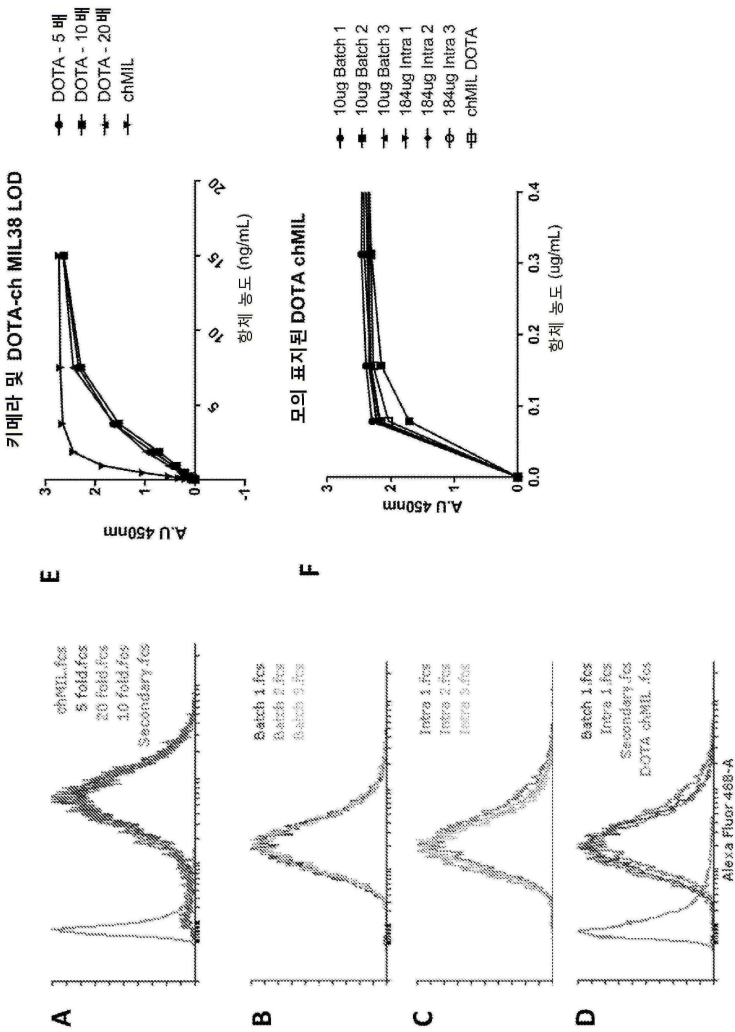 A
chMIL.fcs
5 fold.fcs
20 fold.fcs
10 fold.fcs
Secondary.fcs
B
Batch 1.fcs
Batch 2.fcs
Batch 3.fcs
C
Intra 1.fcs
Intra 2.fcs
Intra 3.fcs
D
Batch 1.fcs
Intra 1.fcs
Secondary.fcs
DOTA chMIL .fcs
Alexa Fluor 488-A
E
키메라 및 DOTA-ch MIL38 LOD
A.U 450nm
3
2
1
0
-1
5
10
15
20
항체 농도 (ng/mL)
DOTA - 5 배
DOTA - 10 배
DOTA - 20 배
chMIL
F
모의 표지된 DOTA chMIL
A.U 450nm
3
2
1
0
0.0
0.1
0.2
0.3
0.4
항체 농도 (ug/mL)
10ug Batch 1
10ug Batch 2
10ug Batch 3
184ug Intra 1
184ug Intra 2
184ug Intra 3
chMIL DOTA